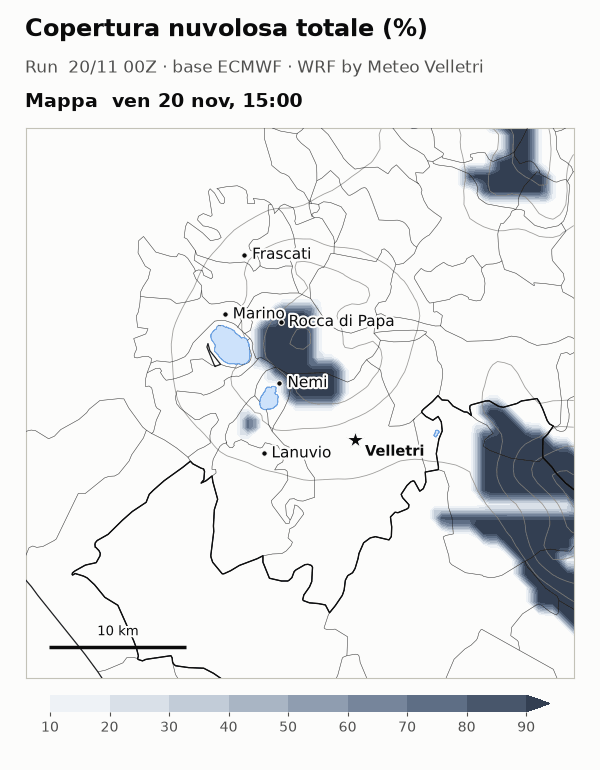 Copertura nuvolosa totale (%)
Run  20/11 00Z · base ECMWF · WRF by Meteo Velletri
Mappa  ven 20 nov, 15:00
Frascati
Marino
Rocca di Papa
Nemi
Velletri
Lanuvio
10 km
10 20 30 40 50 60 70 80 90